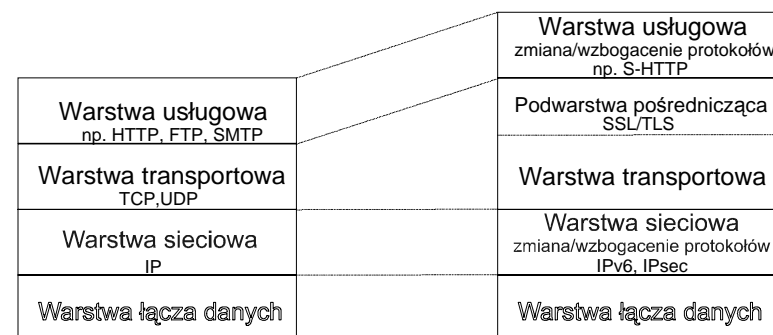 Warstwa usługowa
np. HTTP, FTP, SMTP
Warstwa transportowa
TCP,UDP
Warstwa sieciowa
IP
Warstwa łącza danych
Warstwa usługowa
zmiana/wzbogacenie protokołów
np. S-HTTP
Podwarstwa pośrednicząca
SSL/TLS
Warstwa transportowa
Warstwa sieciowa
zmiana/wzbogacenie protokołów
IPv6, IPsec
Warstwa łącza danych